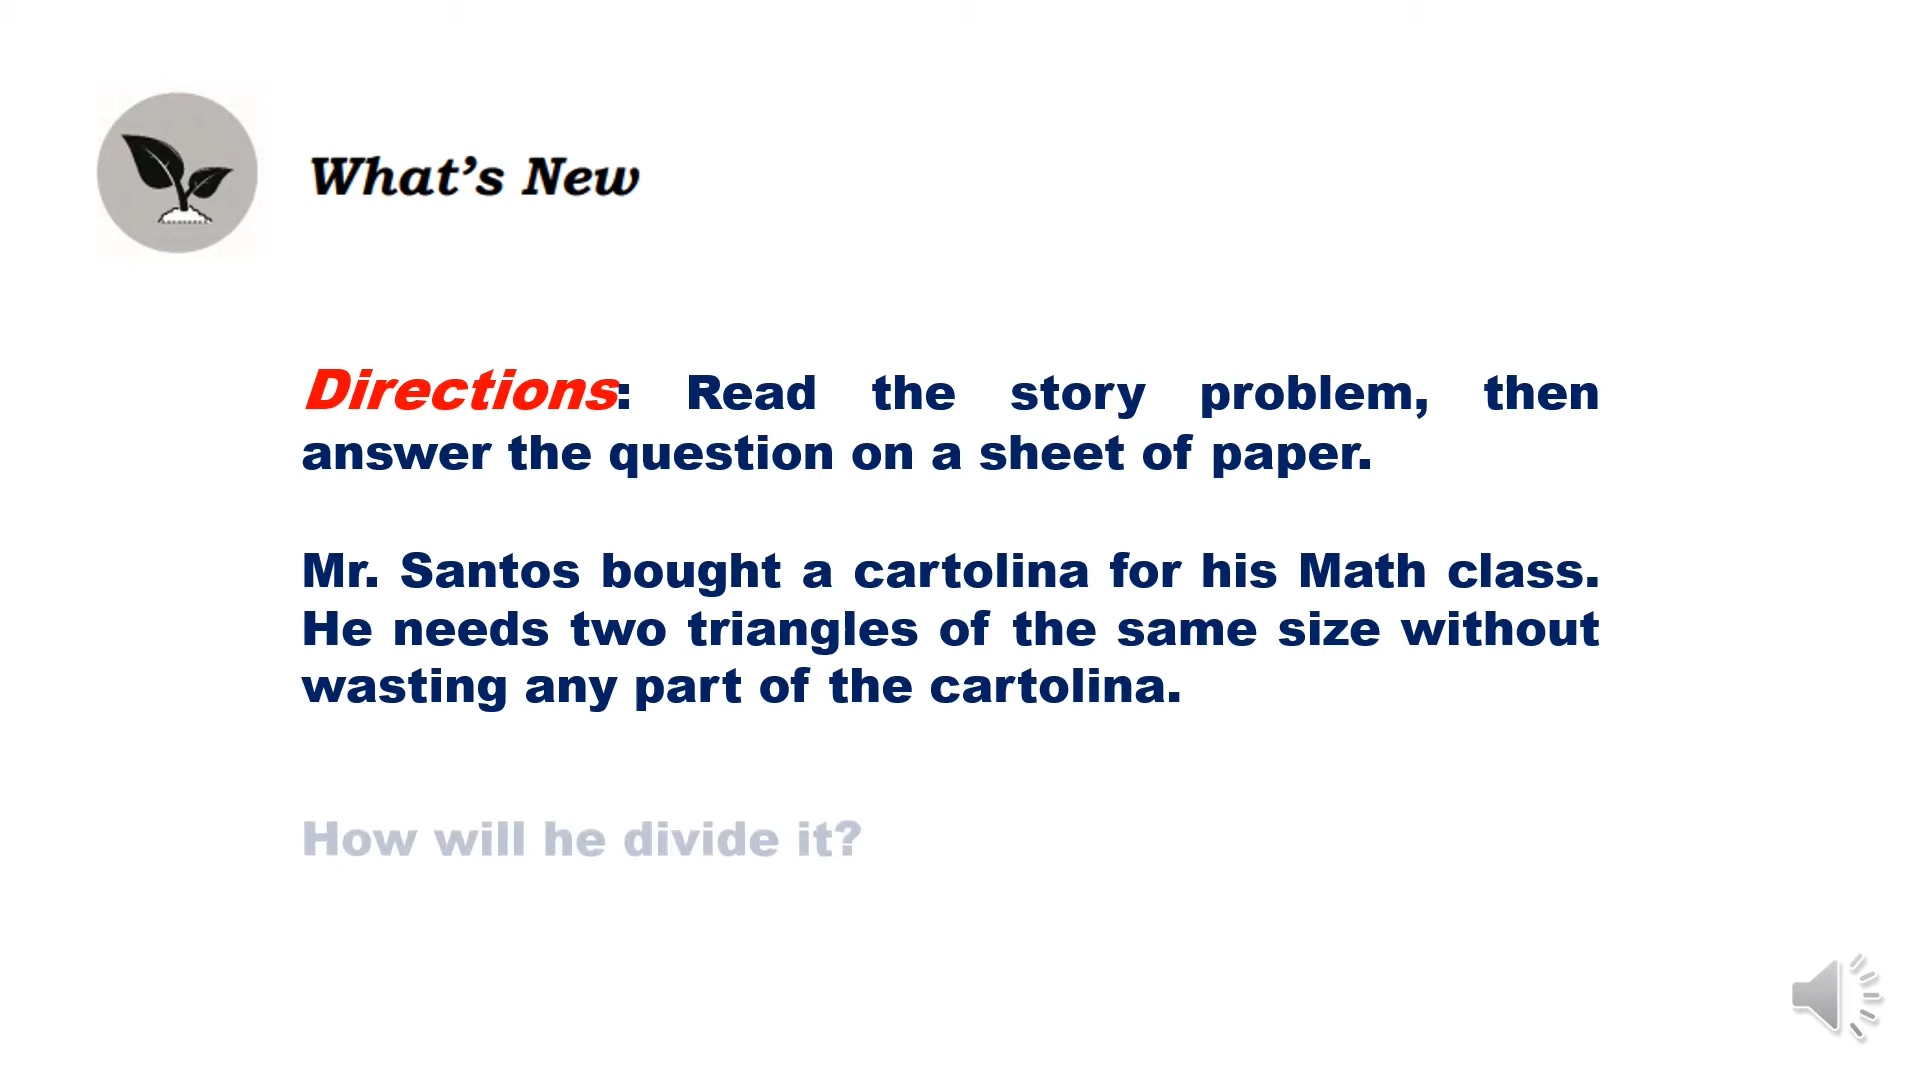 What's New
Directions: Read the story problem, then
answer the question on a sheet of paper.
Mr. Santos bought a cartolina for his Math class.
He needs two triangles of the same size without
wasting any part of the cartolina.
How will he divide it?